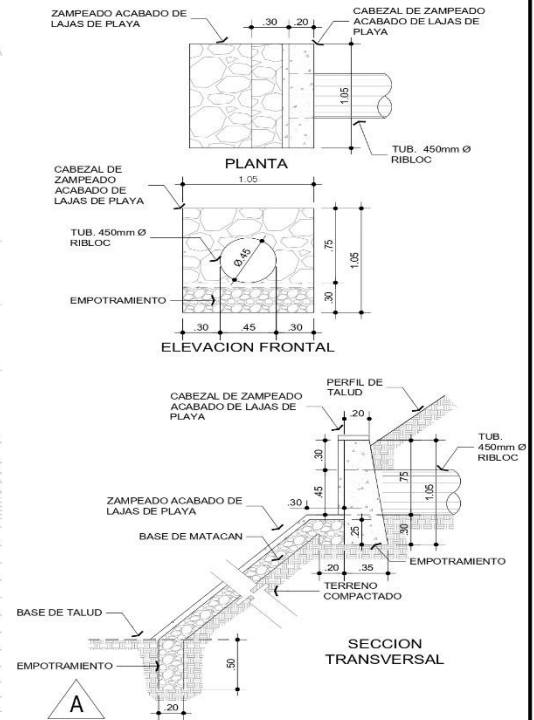 ZAMPEADO ACABADO DE
LAJAS DE PLAYA
.30
.20
CABEZAL DE ZAMPEADO
ACABADO DE LAJAS DE
PLAYA
1.05
TUB. 450mm Ø
RIBLOC
PLANTA
1.05
CABEZAL DE
ZAMPEADO
ACABADO DE
LAJAS DE PLAYA
TUB. 450mm Ø
RIBLOC
Ø.45
.75
1.05
.30
EMPOTRAMIENTO
.30
.45
.30
ELEVACION FRONTAL
PERFIL DE
TALUD
CABEZAL DE ZAMPEADO
ACABADO DE LAJAS DE
PLAYA
.20
TUB.
450mm Ø
RIBLOC
.30
.45
.75
1.05
.30
ZAMPEADO ACABADO DE
LAJAS DE PLAYA
.30
BASE DE MATACAN
.25
EMPOTRAMIENTO
.20
.35
TERRENO
COMPACTADO
BASE DE TALUD
SECCION
TRANSVERSAL
EMPOTRAMIENTO
.50
A
.20